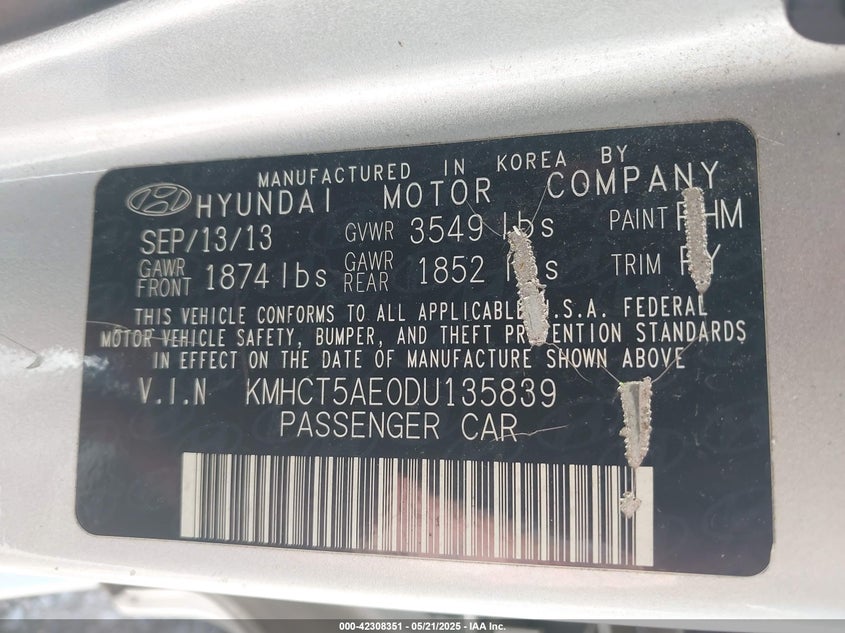 MANUFACTURED IN KOREA BY
HYUNDAI MOTOR COMPANY
SEP/13/13 GVWR 3549 lbs PAINT
GAWR FRONT 1874 lbs GAWR REAR 1852 TRIM
THIS VEHICLE CONFORMS TO ALL APPLICABLE U.S.A. FEDERAL
MOTOR VEHICLE SAFETY, BUMPER, AND THEFT PREVENTION STANDARDS
IN EFFECT ON THE DATE OF MANUFACTURE SHOWN ABOVE
V.I.N KMHCT5AE0DU135839
PASSENGER CAR
000-42308351 / 05/21/2025 - IAA Inc.